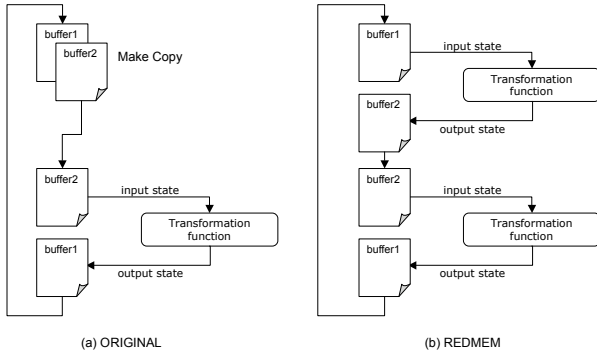 buffer1
buffer2
Make Copy
buffer2
input state
Transformation
function
buffer1
output state
(a) ORIGINAL
buffer1
input state
Transformation
function
buffer2
output state
buffer2
input state
Transformation
function
buffer1
output state
(b) REDMEM